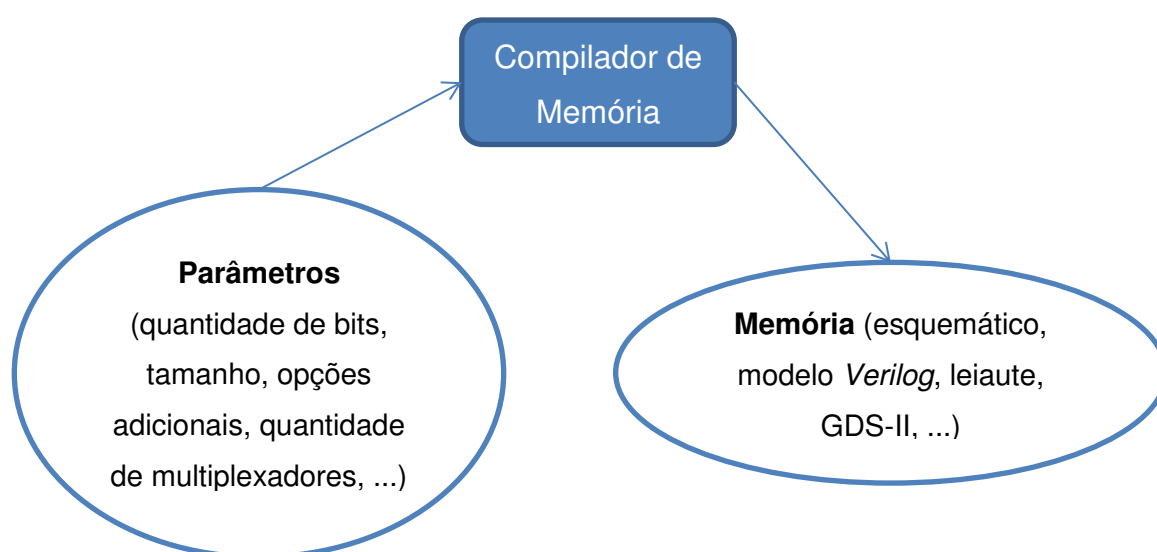 Compilador de
Memória
Parâmetros
(quantidade de bits,
tamanho, opções
adicionais, quantidade
de multiplexadores, ...)
Memória (esquemático,
modelo Verilog, leiaute,
GDS-II, ...)